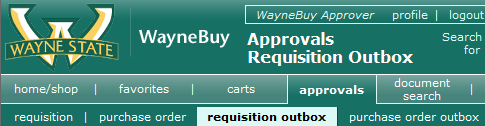 WayneBuy Approver profile | logout
WAYNE STATE
WayneBuy
Approvals
Requisition Outbox
Search
for
home/shop | favorites | carts approvals document
search |
requisition | purchase order | requisition outbox purchase order outbox